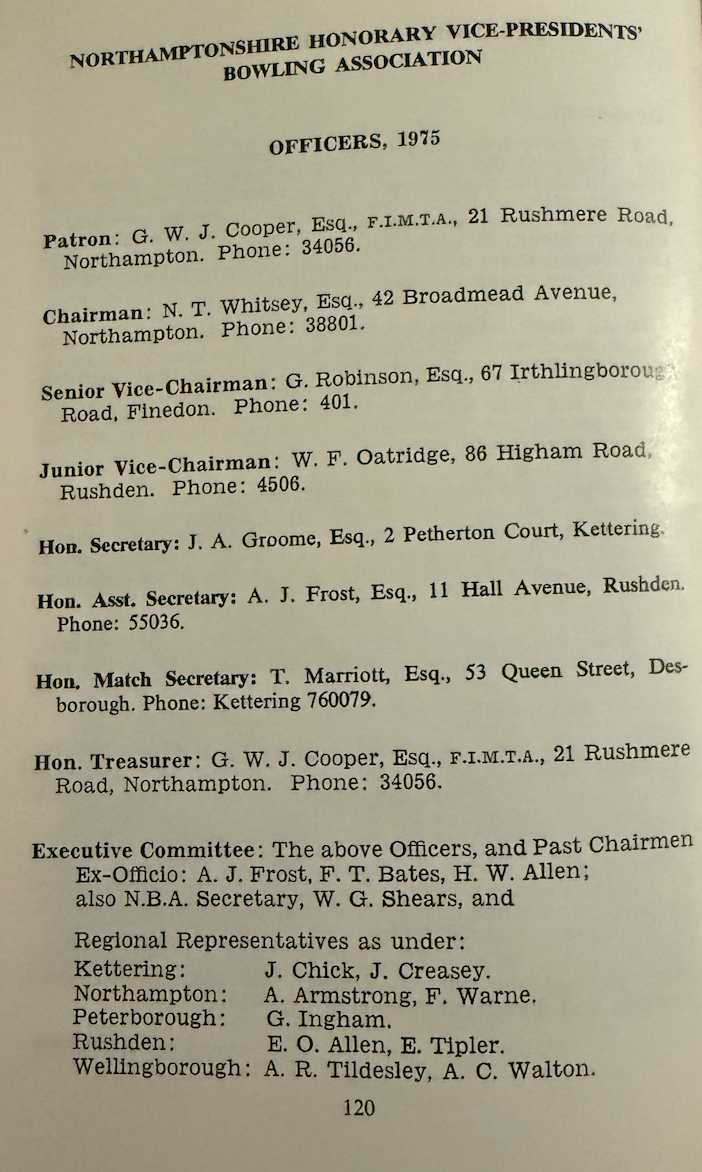 NORTHAMPTONSHIRE HONORARY VICE-PRESIDENTS'
BOWLING ASSOCIATION
OFFICERS, 1975
Patron: G. W. J. Cooper, Esq., F.I.M.T.A., 21 Rushmere Road,
Northampton. Phone: 34056.
Chairman: N. T. Whitsey, Esq., 42 Broadmead Avenue,
Northampton. Phone: 38801.
Senior Vice-Chairman: G. Robinson, Esq., 67 Irthlingboroug
Road, Finedon. Phone: 401.
Junior Vice-Chairman: W. F. Oatridge, 86 Higham Road,
Rushden. Phone: 4506.
Hon. Secretary: J. A. Groome, Esq., 2 Petherton Court, Kettering.
Hon. Asst. Secretary: A. J. Frost, Esq., 11 Hall Avenue, Rushden.
Phone: 55036.
Hon. Match Secretary: T. Marriott, Esq., 53 Queen Street, Des-
borough. Phone: Kettering 760079.
Hon. Treasurer: G. W. J. Cooper, Esq., F.I.M.T.A., 21 Rushmere
Road, Northampton. Phone: 34056.
Executive Committee: The above Officers, and Past Chairmen
Ex-Officio: A. J. Frost, F. T. Bates, H. W. Allen;
also N.B.A. Secretary, W. G. Shears, and
Regional Representatives as under:
Kettering: J. Chick, J. Creasey.
Northampton: A. Armstrong, F. Warne.
Peterborough: G. Ingham.
Rushden: E. O. Allen, E. Tipler.
Wellingborough: A. R. Tildesley, A. C. Walton.
120